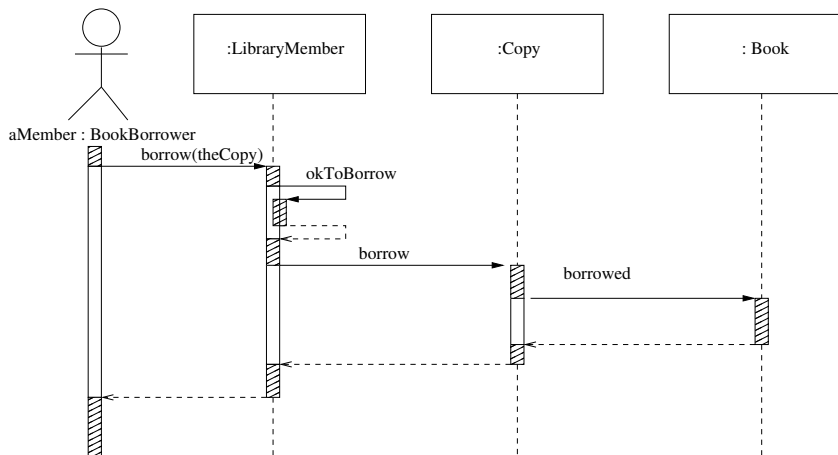 :LibraryMember
:Copy
: Book
aMember : BookBorrower
borrow(theCopy)
okToBorrow
borrow
borrowed